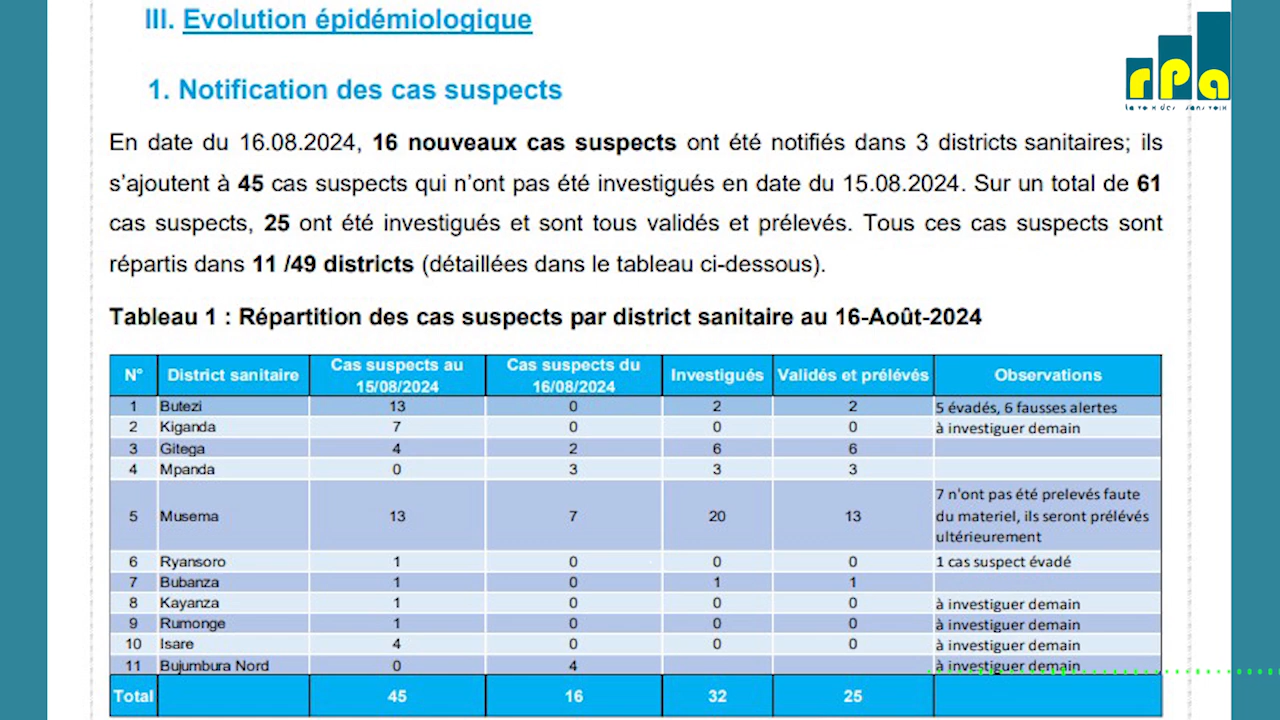 III. Evolution épidémiologique
rPa
la voix des sans voix
1. Notification des cas suspects
En date du 16.08.2024, 16 nouveaux cas suspects ont été notifiés dans 3 districts sanitaires; ils
s'ajoutent à 45 cas suspects qui n'ont pas été investigués en date du 15.08.2024. Sur un total de 61
cas suspects, 25 ont été investigués et sont tous validés et prélevés. Tous ces cas suspects sont
répartis dans 11 /49 districts (détaillées dans le tableau ci-dessous).
Tableau 1 : Répartition des cas suspects par district sanitaire au 16-Août-2024
N° District sanitaire Cas suspects au 15/08/2024 Cas suspects du 16/08/2024 Investigués Validés et prélévés Observations
1 Butezi 13 0 2 2 5 évadés, 6 fausses alertes
2 Kiganda 7 0 0 0 à investiguer demain
3 Gitega 4 2 6 6
4 Mpanda 0 3 3 3
5 Musema 13 7 20 13 7 n'ont pas été prelevés faute
du materiel, ils seront prélévés
ultérieurement
6 Ryansoro 1 0 0 0 1 cas suspect évadé
7 Bubanza 1 0 1 1
8 Kayanza 1 0 0 0 à investiguer demain
9 Rumonge 1 0 0 0 à investiguer demain
10 Isare 4 0 0 0 à investiguer demain
11 Bujumbura Nord 0 4 à investiguer demain
Total 45 16 32 25